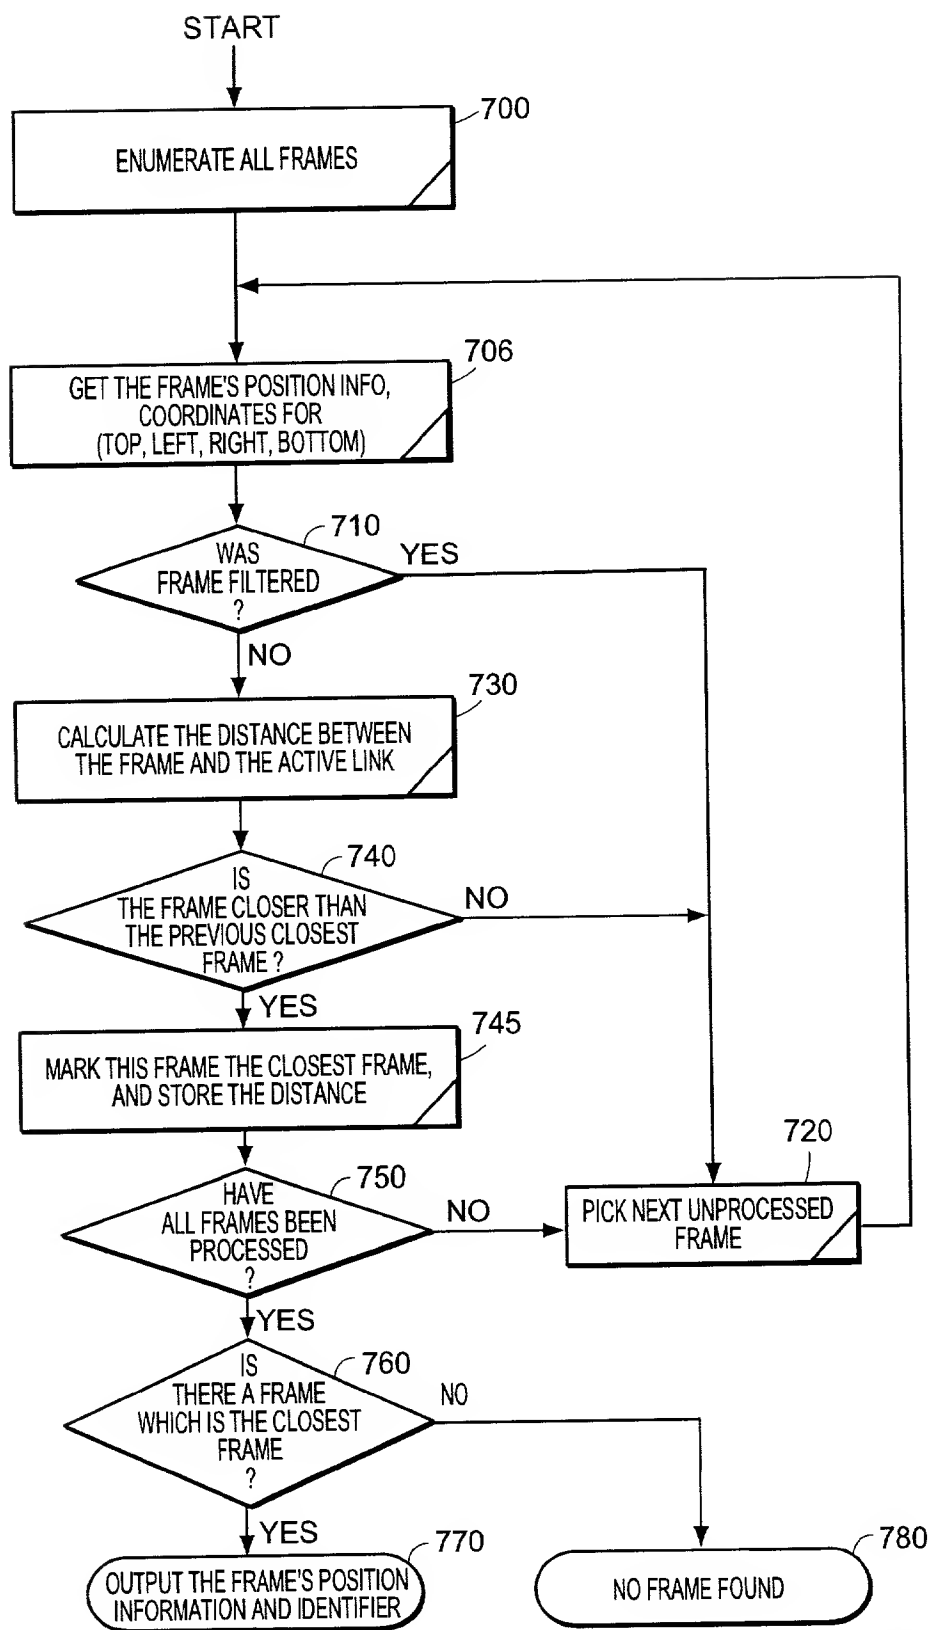 START
700
ENUMERATE ALL FRAMES
706
GET THE FRAME'S POSITION INFO,
COORDINATES FOR
(TOP, LEFT, RIGHT, BOTTOM)
710
WAS
FRAME FILTERED
?
YES
NO
730
CALCULATE THE DISTANCE BETWEEN
THE FRAME AND THE ACTIVE LINK
740
IS
THE FRAME CLOSER THAN
THE PREVIOUS CLOSEST
FRAME ?
NO
YES
745
MARK THIS FRAME THE CLOSEST FRAME,
AND STORE THE DISTANCE
750
HAVE
ALL FRAMES BEEN
PROCESSED
?
NO
720
PICK NEXT UNPROCESSED
FRAME
YES
760
IS
THERE A FRAME
WHICH IS THE CLOSEST
FRAME
?
NO
YES
770
OUTPUT THE FRAME'S POSITION
INFORMATION AND IDENTIFIER
780
NO FRAME FOUND